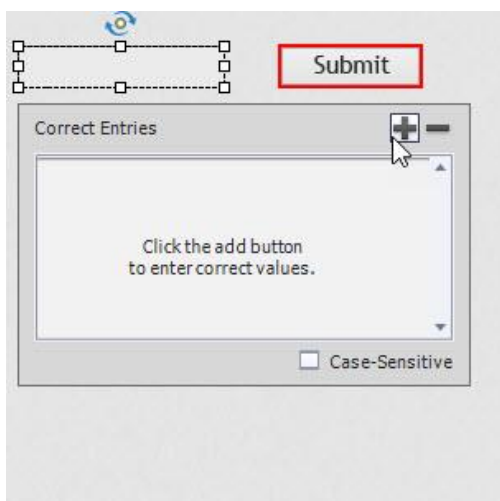 Submit
Correct Entries
Click the add button
to enter correct values.
Case-Sensitive